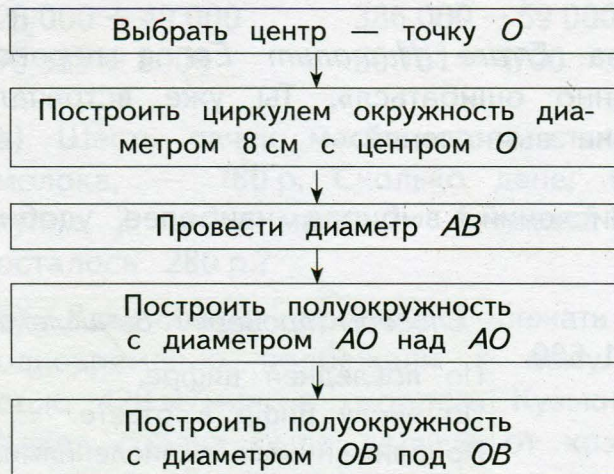 Выбрать центр — точку O
Построить циркулем окружность диа-
метром 8 см с центром O
Провести диаметр AB
Построить полуокружность
с диаметром AO над AO
Построить полуокружность
с диаметром OB под OB